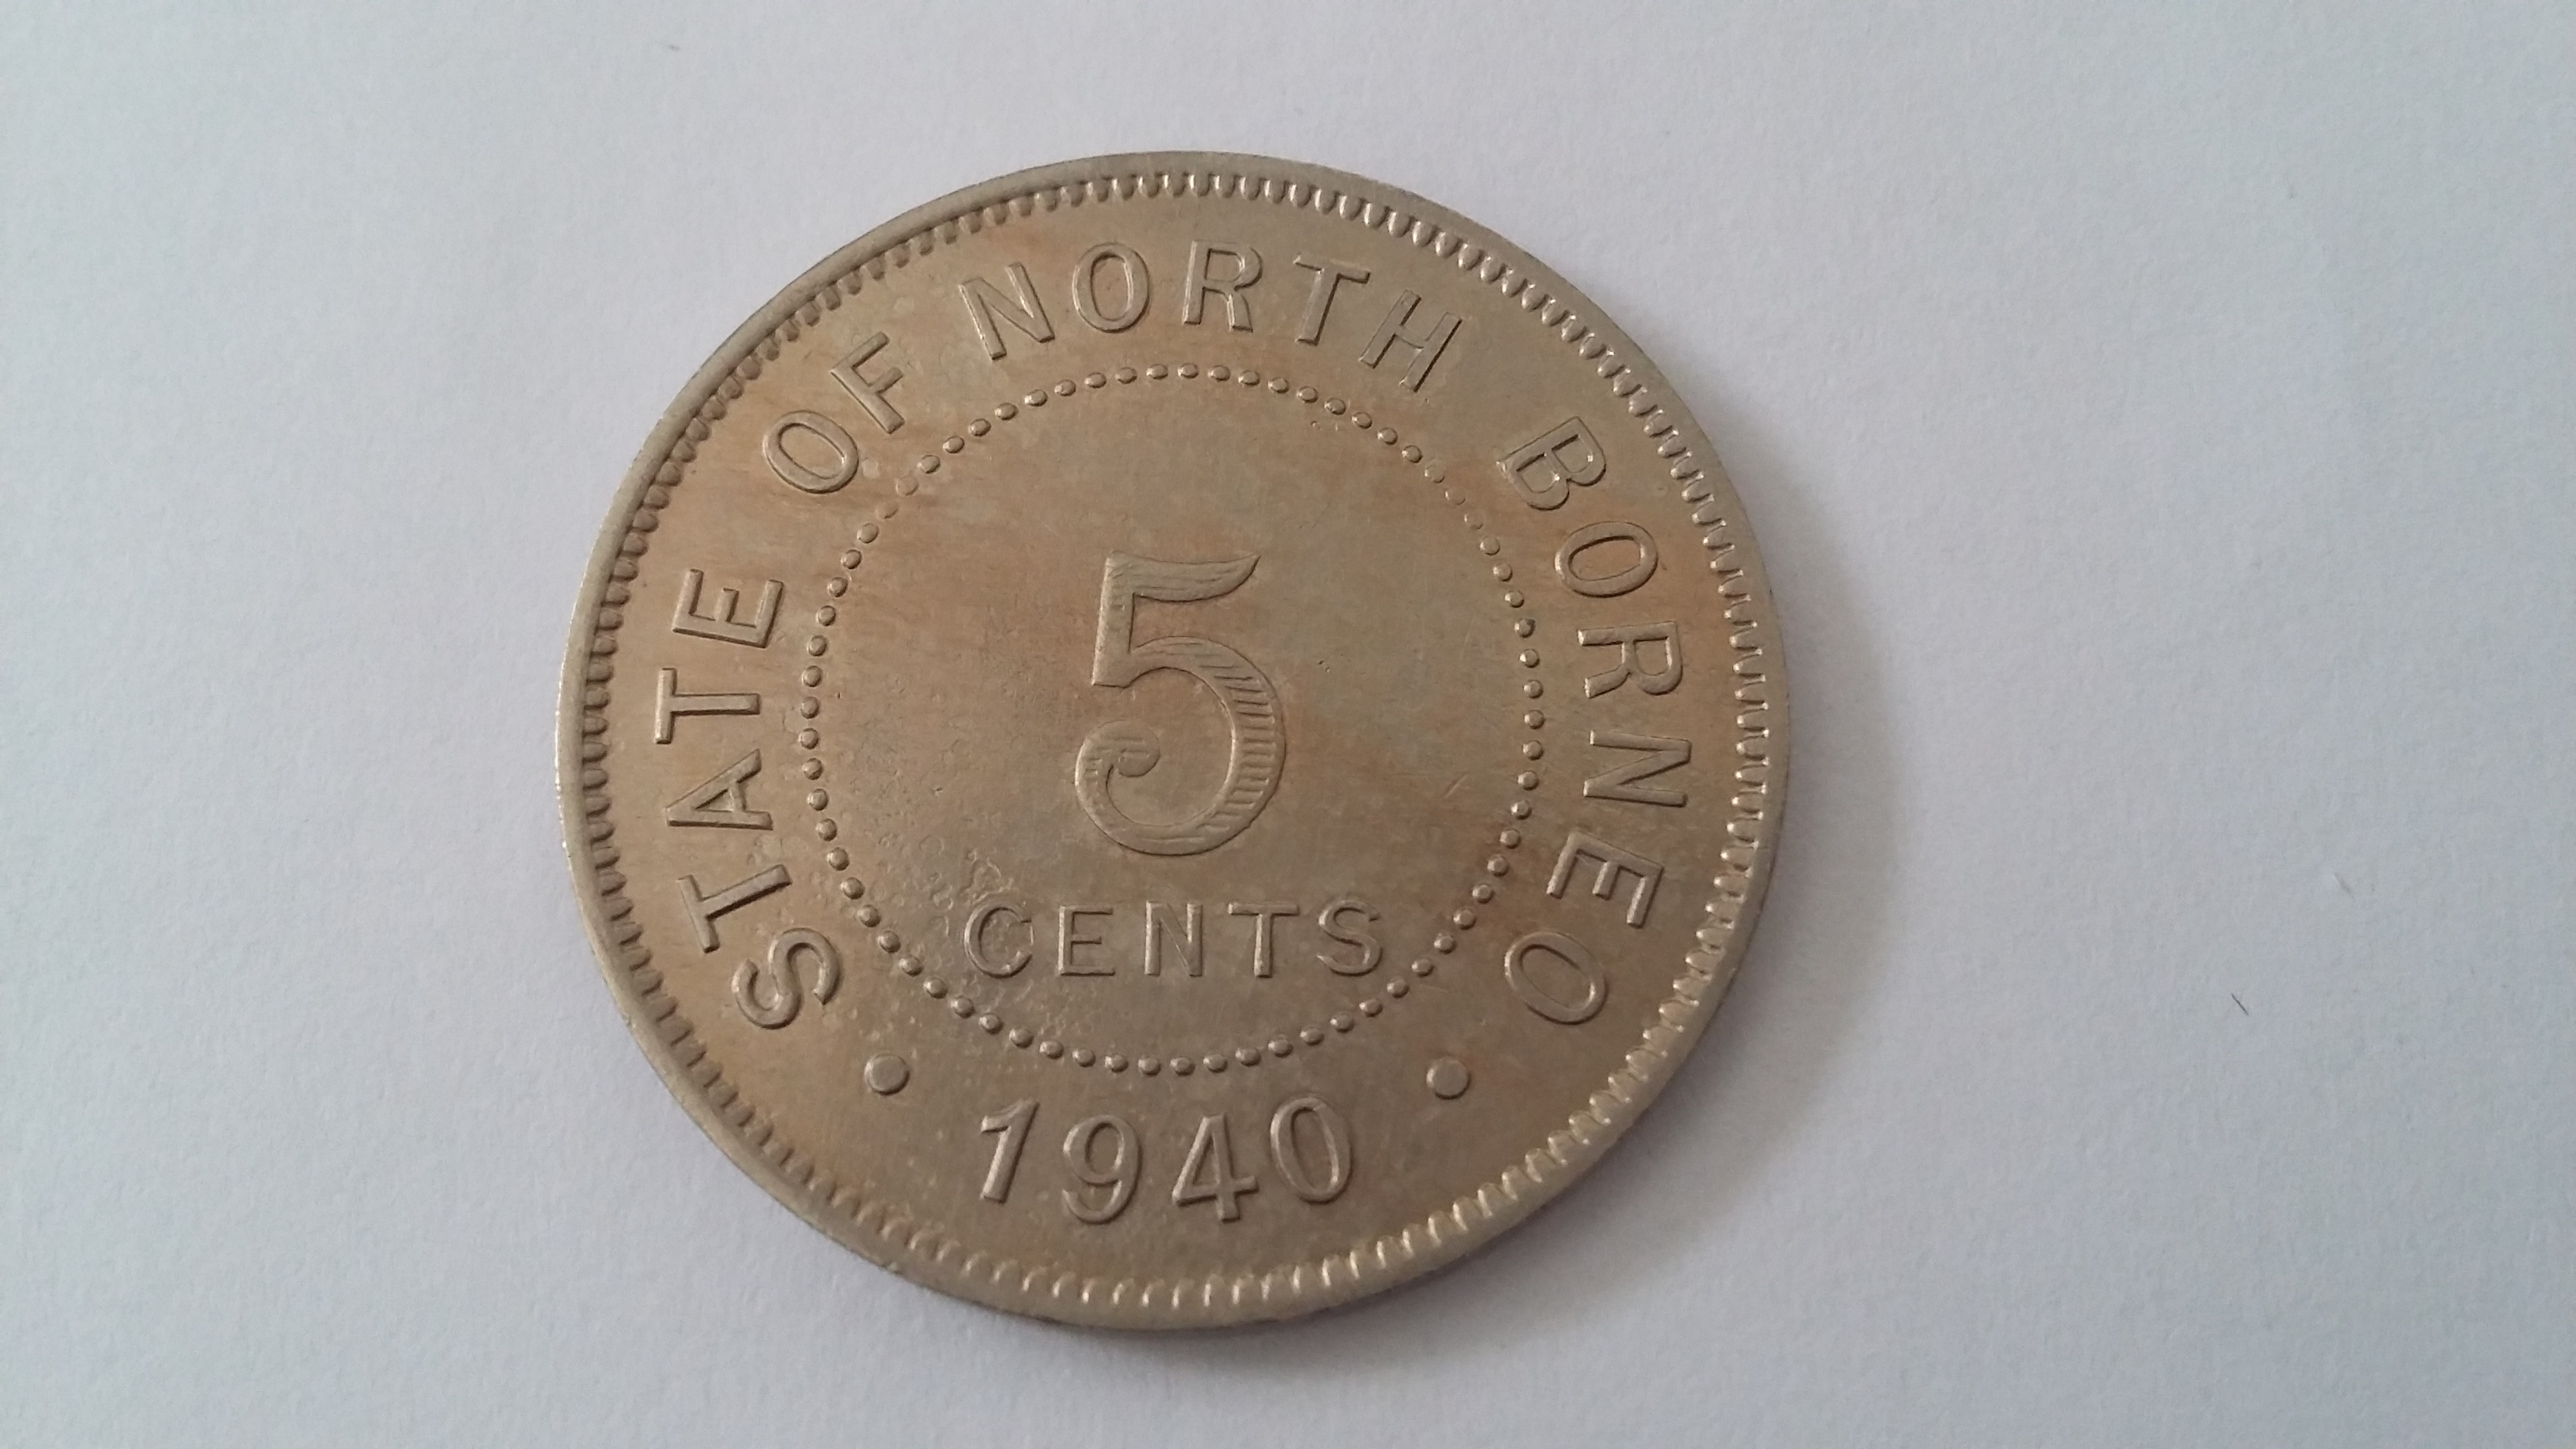 STATE OF NORTH BORNEO
5
CENTS
• 1940 •